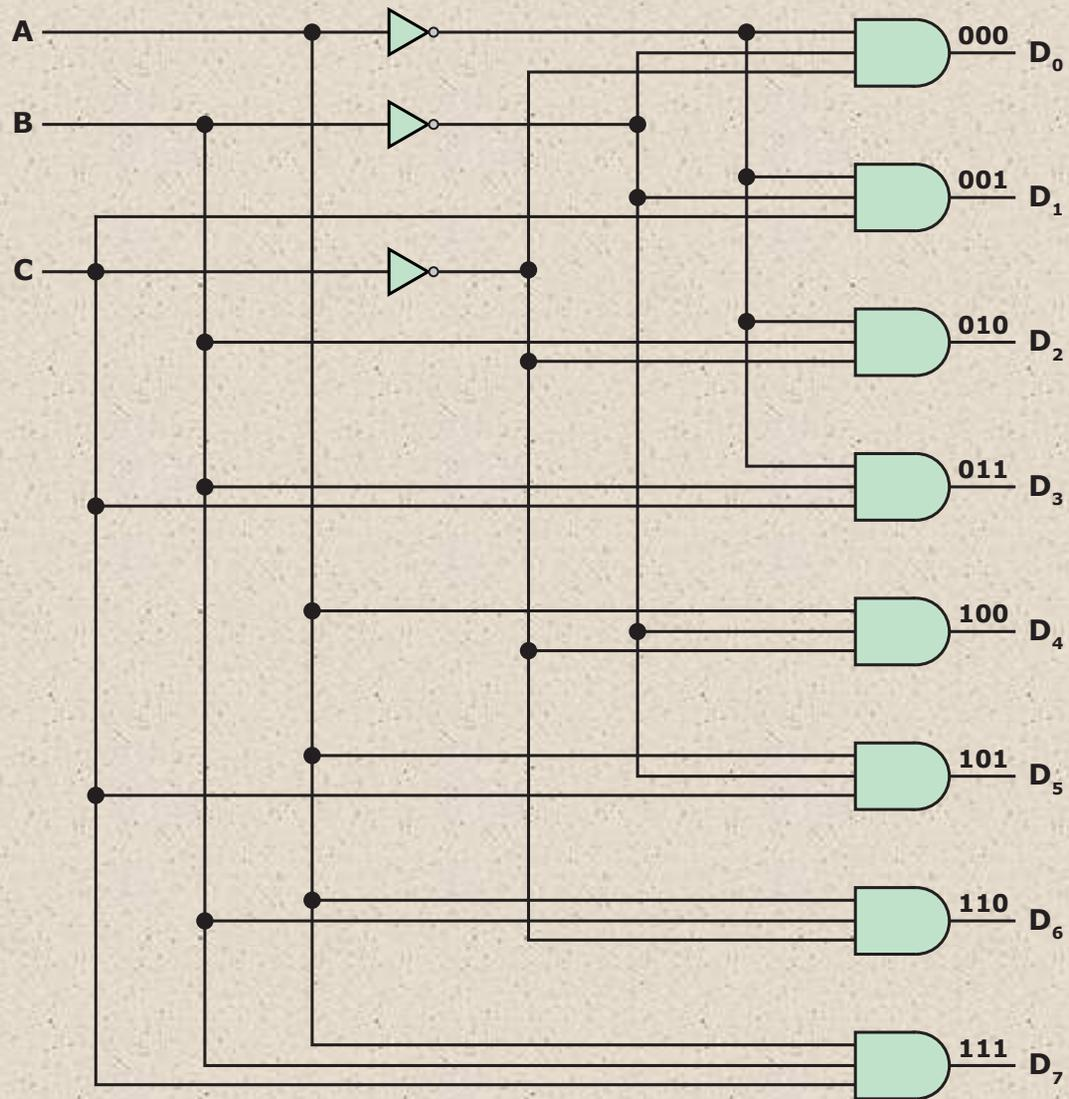 A
000 D₀
B
001 D₁
C
010 D₂
011 D₃
100 D₄
101 D₅
110 D₆
111 D₇